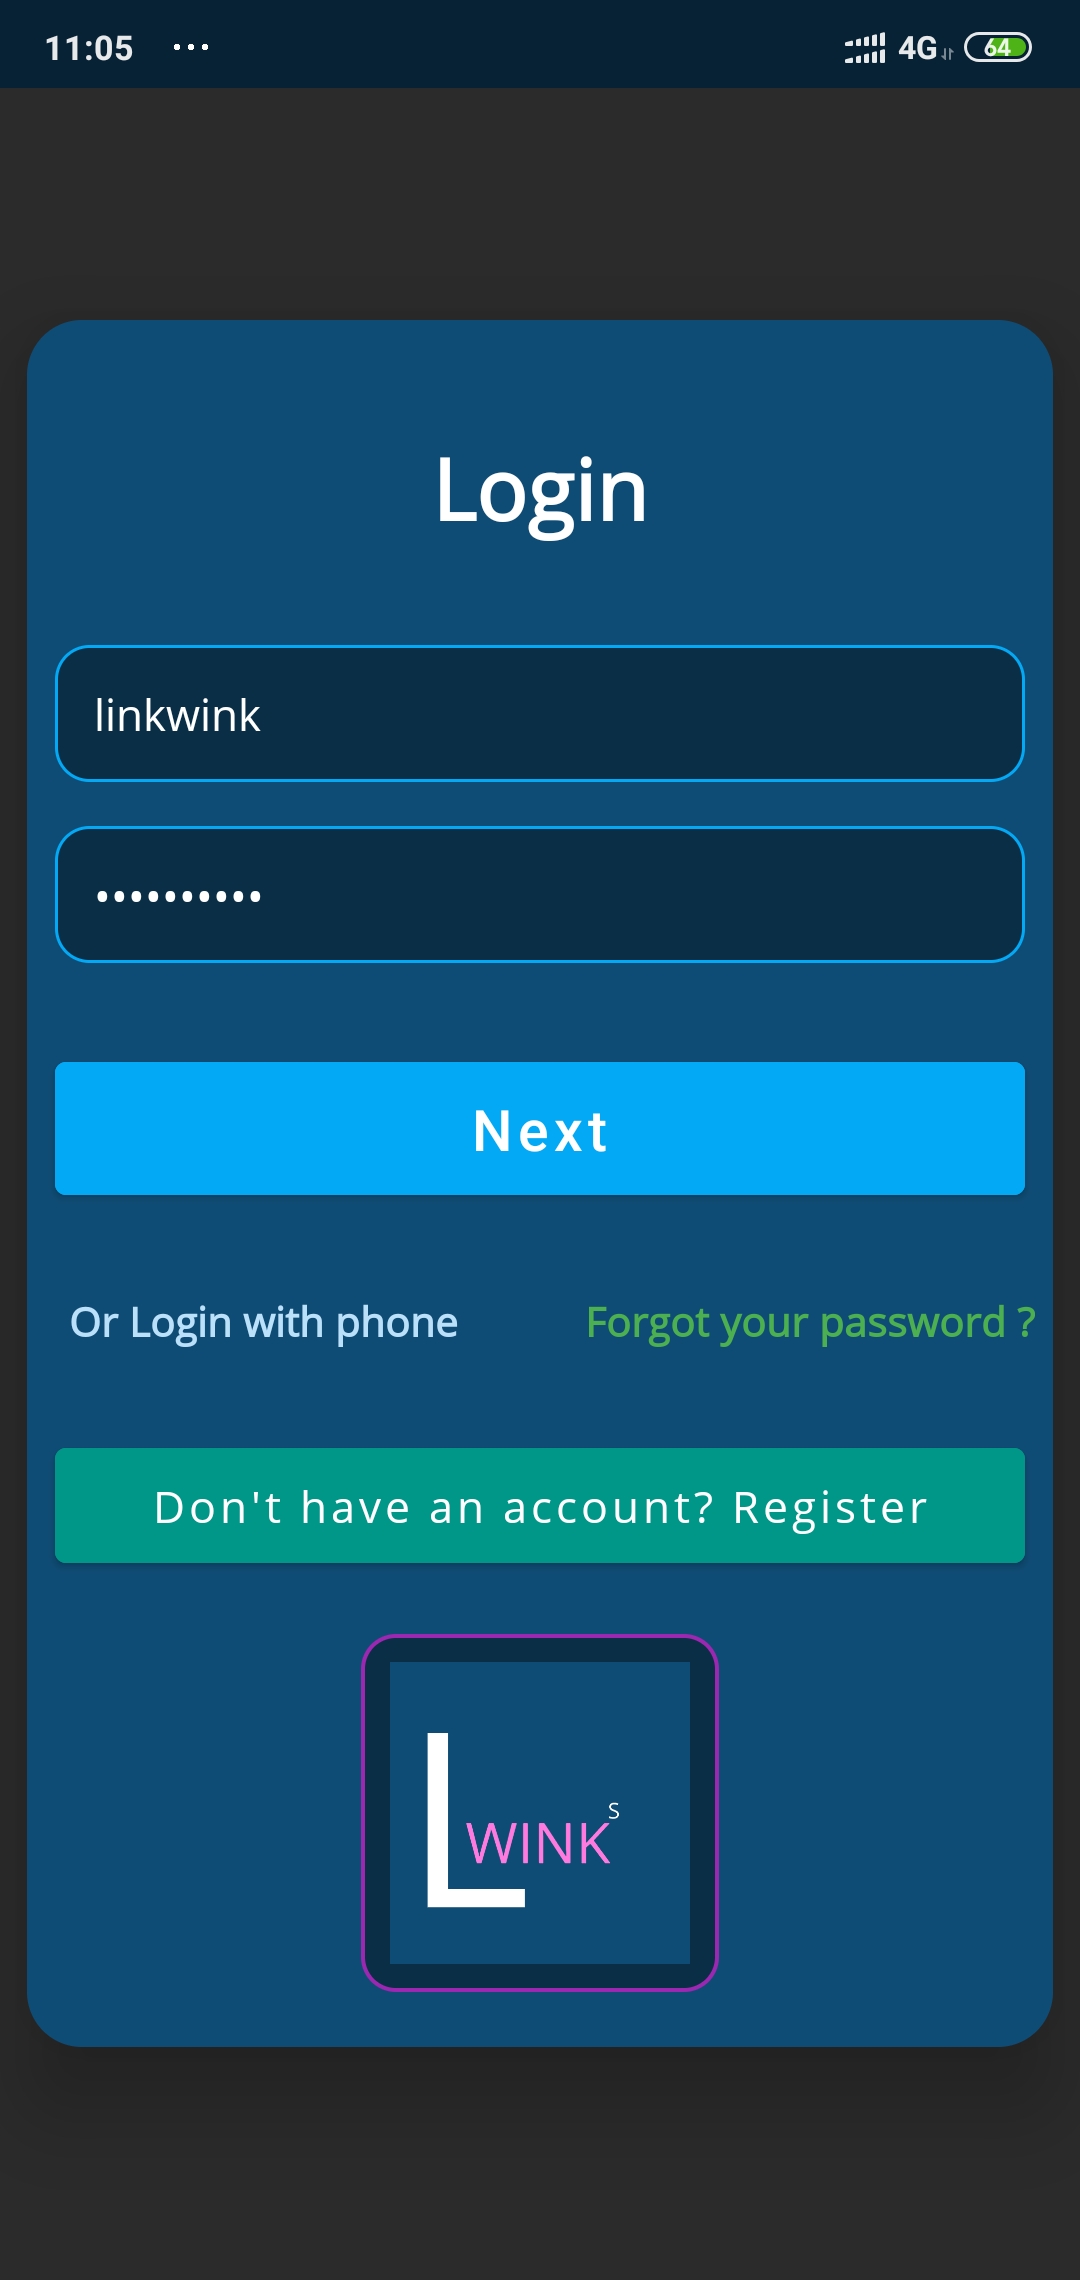 11:05 ... 4G 64
Login
linkwink
••••••••••
Next
Or Login with phone Forgot your password ?
Don't have an account? Register
L WINK S